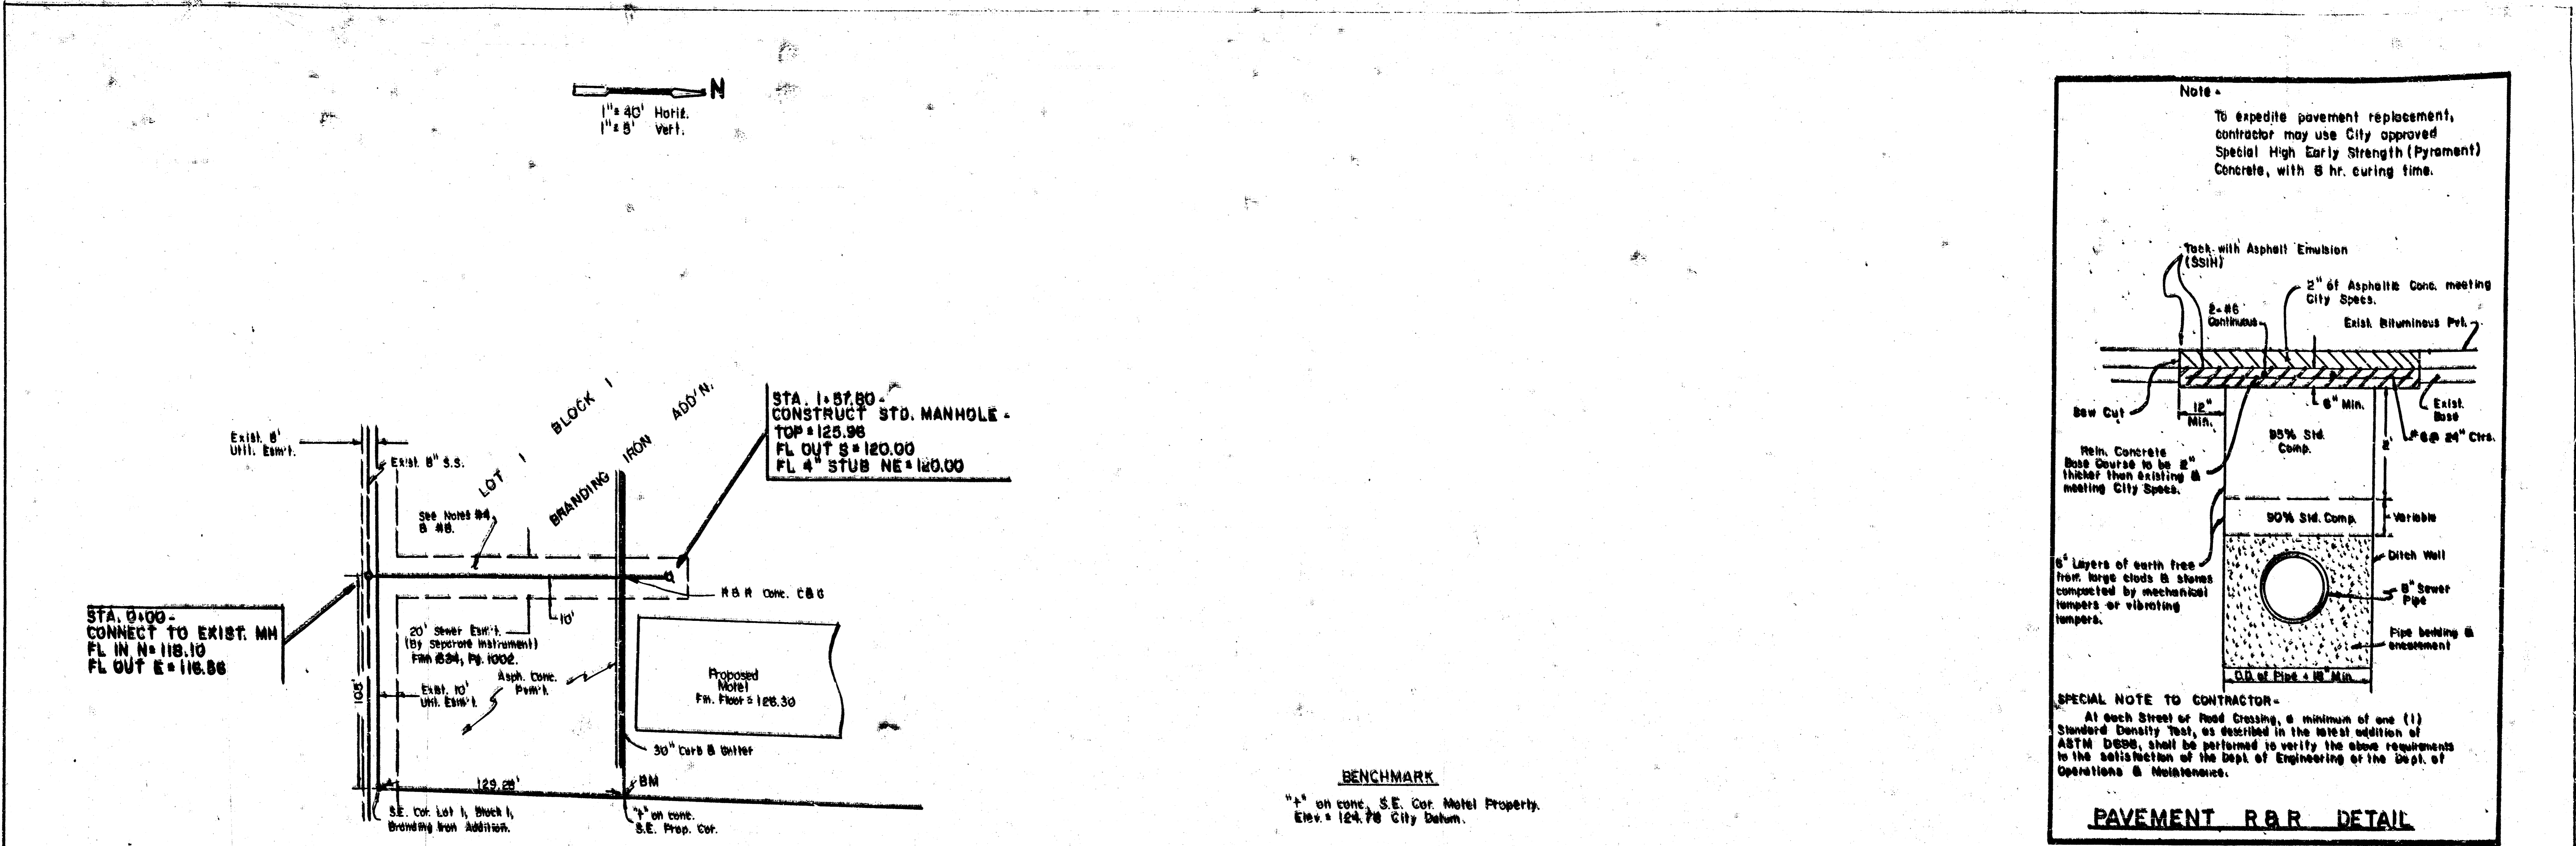 N
1" = 40' Horiz.
1" = 5' Vert.
BLOCK 1
LOT 1
BRANDING IRON ADD'N.
STA. 1+57.80 -
CONSTRUCT STD. MANHOLE -
TOP = 125.96
FL OUT S = 120.00
FL 4" STUB NE = 120.00
Exist. 8'
Util. Esm't.
Exist. 8" S.S.
See Notes #4,
& #8.
R & R Conc. C&G
STA. 0+00 -
CONNECT TO EXIST. MH
FL IN N = 118.10
FL OUT E = 116.86
10'
20' Sewer Esm't.
(By Separate Instrument)
Film Pg. 1002.
Asph. Conc.
Pvm't.
Exist. 10'
Util. Esm't.
108'
Proposed
Motel
Fin. Floor = 126.30
30" Curb & Gutter
BM
129.28'
S.E. Cor. Lot 1, Block 1,
Branding Iron Addition.
"+" on conc.
S.E. Prop. Cor.
BENCHMARK
"+" on conc. S.E. Cor. Motel Property.
Elev. = 124.78 City Datum.
Note -
To expedite pavement replacement,
contractor may use City approved
Special High Early Strength (Pyrament)
Concrete, with 8 hr. curing time.
Tack with Asphalt Emulsion
(SS1H)
2" of Asphaltic Conc. meeting
City Specs.
2-#6
Continuous
Exist. Bituminous Pvt.
Saw Cut
12"
Min.
6" Min.
Exist.
Base
#6@ 24" Ctrs.
2'
95% Std.
Comp.
Rein. Concrete
Base Course to be 2"
thicker than existing &
meeting City Specs.
90% Std. Comp.
Variable
Ditch Wall
6" Layers of earth free
from large clods & stones
compacted by mechanical
tampers or vibrating
tampers.
8" Sewer
Pipe
Pipe bedding &
encasement
O.D. of Pipe + 18" Min.
SPECIAL NOTE TO CONTRACTOR -
At each Street or Road Crossing, a minimum of one (1)
Standard Density Test, as described in the latest addition of
ASTM D698, shall be performed to verify the above requirements
to the satisfaction of the Dept. of Engineering or the Dept. of
Operations & Maintenance.
PAVEMENT R&R DETAIL